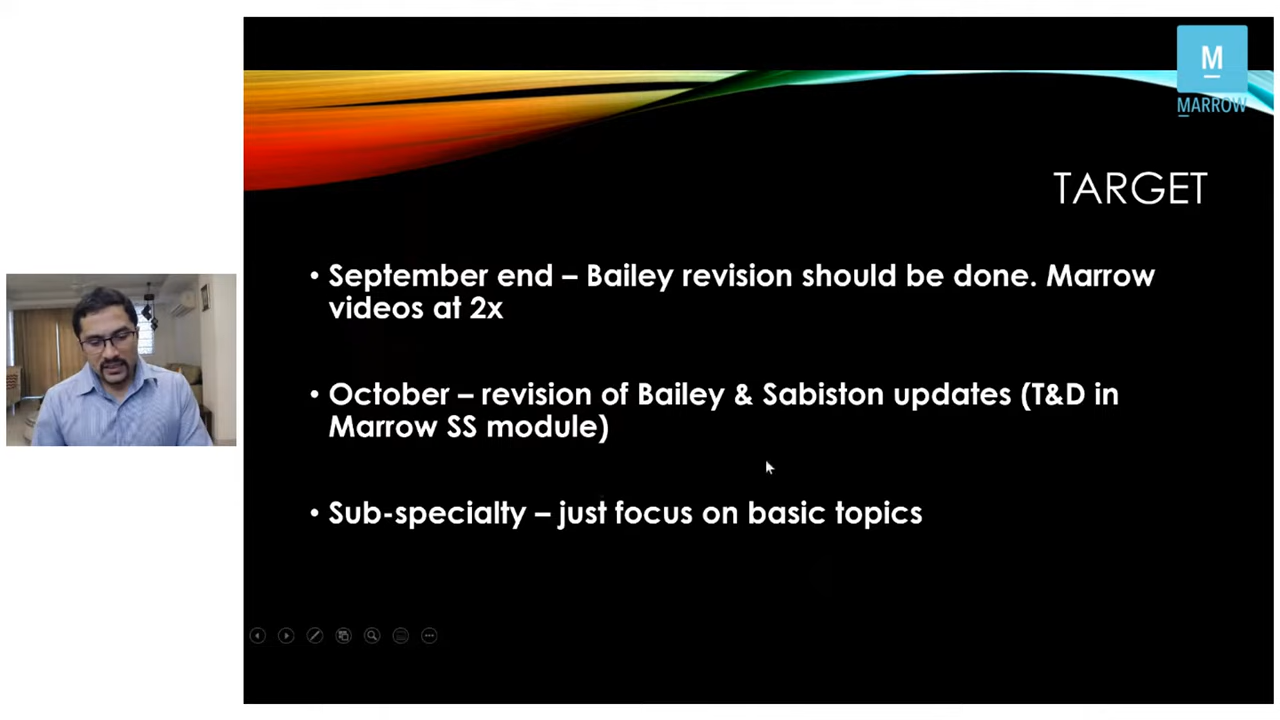 M
MARROW
TARGET
• September end – Bailey revision should be done. Marrow
videos at 2x
• October – revision of Bailey & Sabiston updates (T&D in
Marrow SS module)
• Sub-specialty – just focus on basic topics